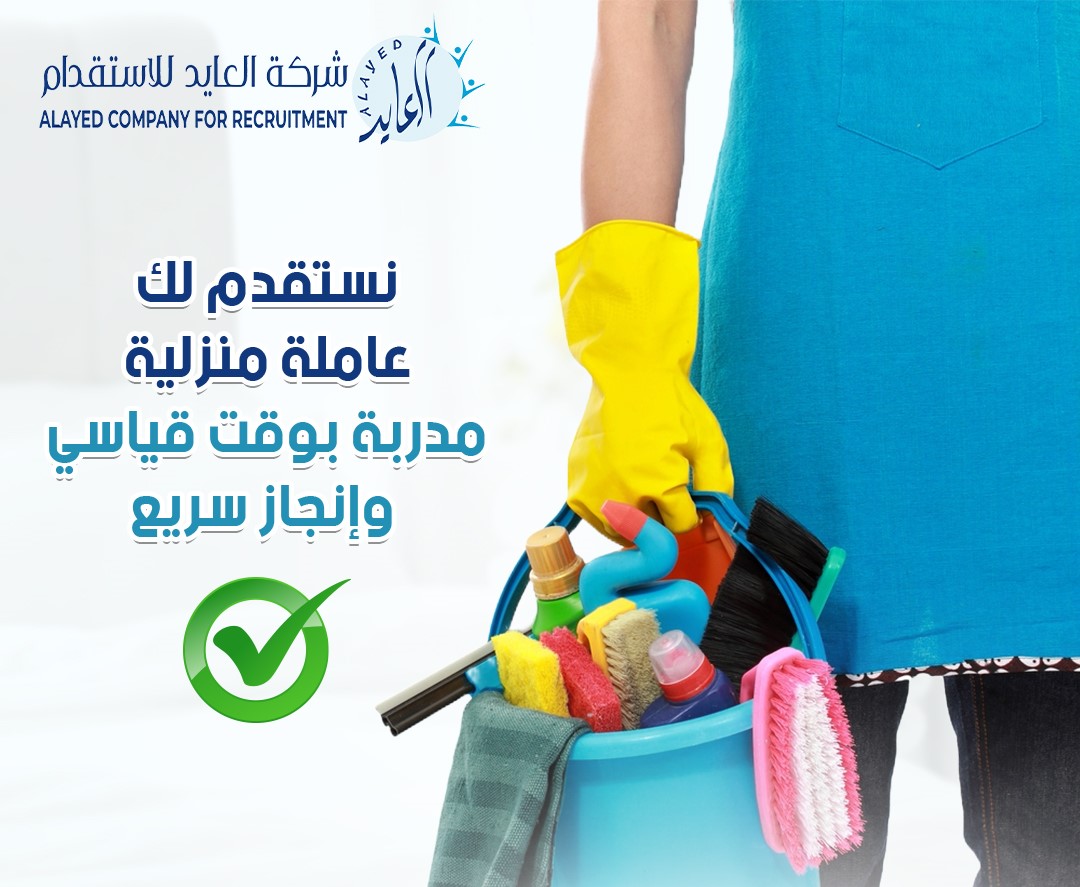 شركة العايد للاستقدام
ALAYED COMPANY FOR RECRUITMENT
ALAYED
العايد
نستقدم لك
عاملة منزلية
مدربة بوقت قياسي
وإنجاز سريع